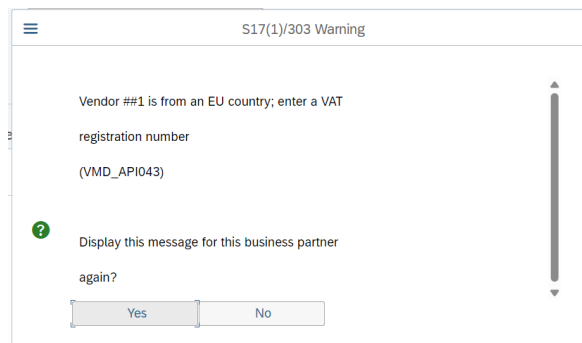 S17(1)/303 Warning
Vendor ##1 is from an EU country; enter a VAT
registration number
(VMD_API043)
Display this message for this business partner
again?
Yes No